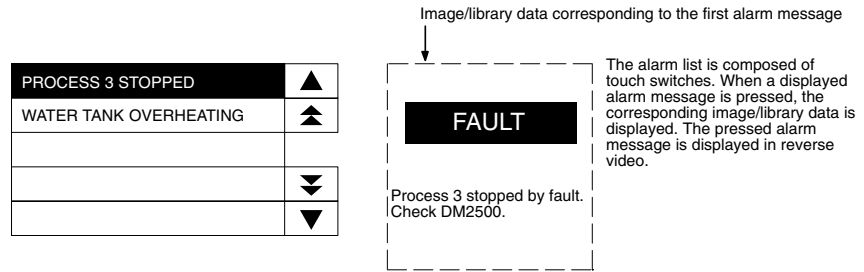 Image/library data corresponding to the first alarm message
PROCESS 3 STOPPED
WATER TANK OVERHEATING
FAULT
Process 3 stopped by fault.
Check DM2500.
The alarm list is composed of
touch switches. When a displayed
alarm message is pressed, the
corresponding image/library data is
displayed. The pressed alarm
message is displayed in reverse
video.